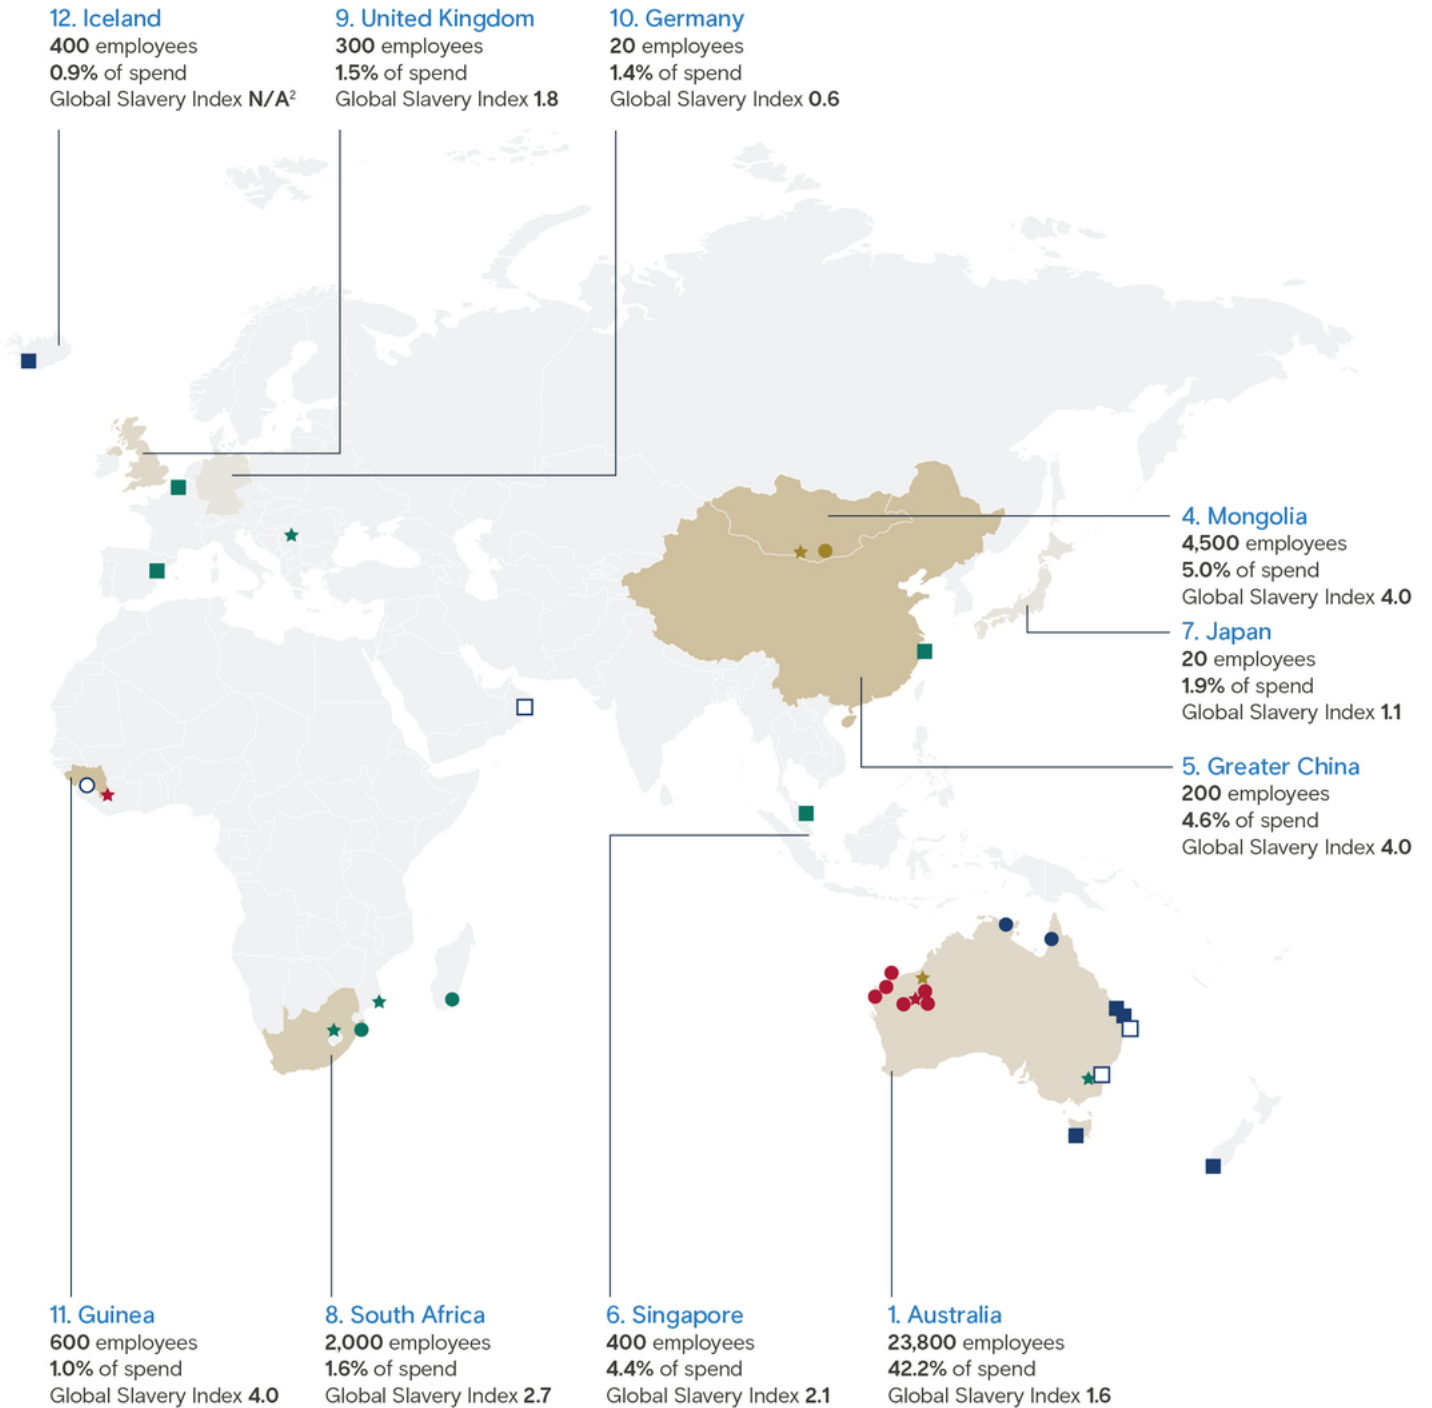 12. Iceland
400 employees
0.9% of spend
Global Slavery Index N/A²
9. United Kingdom
300 employees
1.5% of spend
Global Slavery Index 1.8
10. Germany
20 employees
1.4% of spend
Global Slavery Index 0.6
4. Mongolia
4,500 employees
5.0% of spend
Global Slavery Index 4.0
7. Japan
20 employees
1.9% of spend
Global Slavery Index 1.1
5. Greater China
200 employees
4.6% of spend
Global Slavery Index 4.0
11. Guinea
600 employees
1.0% of spend
Global Slavery Index 4.0
8. South Africa
2,000 employees
1.6% of spend
Global Slavery Index 2.7
6. Singapore
400 employees
4.4% of spend
Global Slavery Index 2.1
1. Australia
23,800 employees
42.2% of spend
Global Slavery Index 1.6